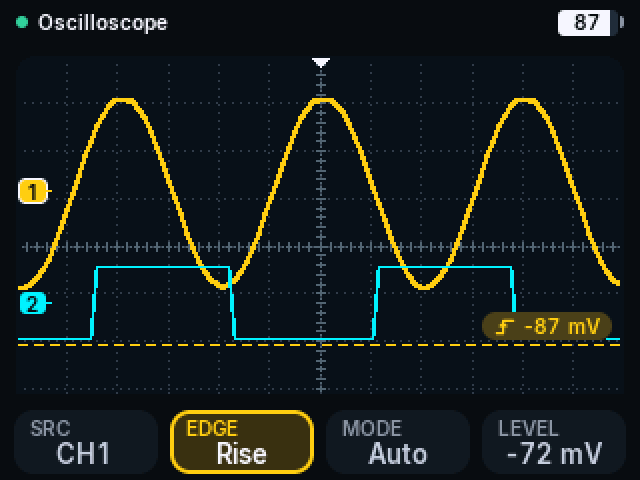 Oscilloscope
87
1
2
-87 mV
SRC
CH1
EDGE
Rise
MODE
Auto
LEVEL
-72 mV